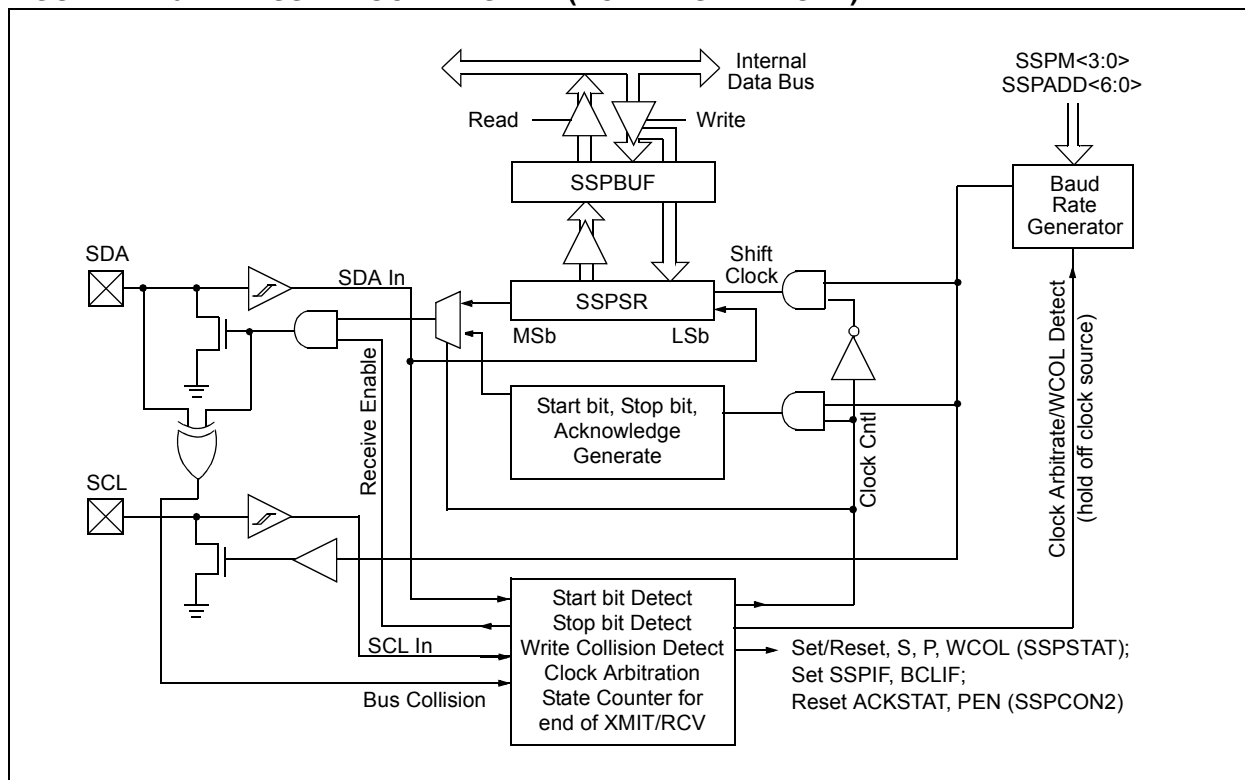 Internal
Data Bus
SSPM<3:0>
SSPADD<6:0>
Read
Write
SSPBUF
Baud
Rate
Generator
SDA
SDA In
Shift
Clock
SSPSR
MSb
LSb
Start bit, Stop bit,
Acknowledge
Generate
Receive Enable
Clock Cntl
Clock Arbitrate/WCOL Detect
(hold off clock source)
SCL
SCL In
Bus Collision
Start bit Detect
Stop bit Detect
Write Collision Detect
Clock Arbitration
State Counter for
end of XMIT/RCV
Set/Reset, S, P, WCOL (SSPSTAT);
Set SSPIF, BCLIF;
Reset ACKSTAT, PEN (SSPCON2)